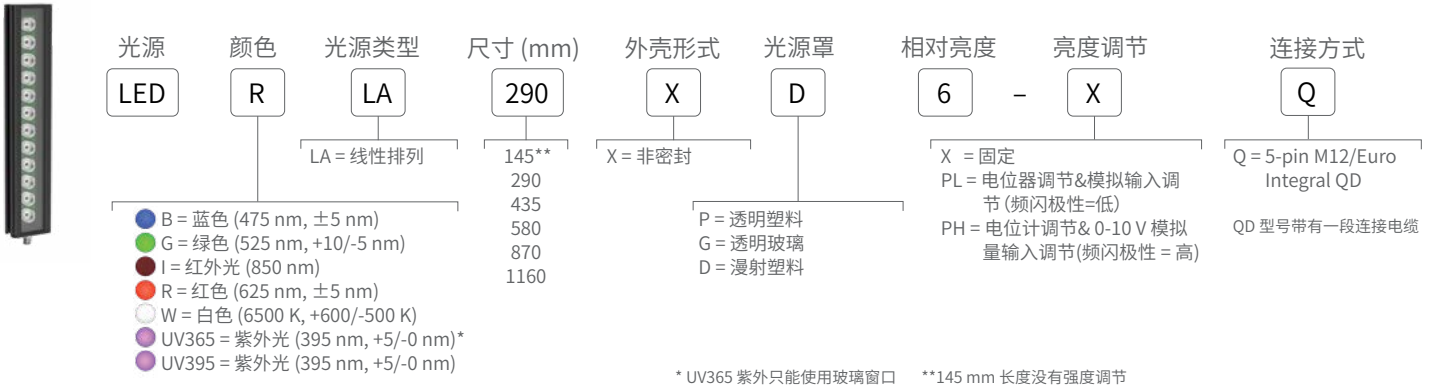 光源 颜色 光源类型 尺寸 (mm) 外壳形式 光源罩 相对亮度 亮度调节 连接方式
LED R LA 290 X D 6 – X Q
LA = 线性排列
145**
290
435
580
870
1160
X = 非密封
X = 固定
PL = 电位器调节&模拟输入调
节 (频闪极性=低)
PH = 电位计调节& 0-10 V 模拟
量输入调节(频闪极性 = 高)
Q = 5-pin M12/Euro
Integral QD
QD 型号带有一段连接电缆
B = 蓝色 (475 nm, ±5 nm)
G = 绿色 (525 nm, +10/-5 nm)
I = 红外光 (850 nm)
R = 红色 (625 nm, ±5 nm)
W = 白色 (6500 K, +600/-500 K)
UV365 = 紫外光 (395 nm, +5/-0 nm)*
UV395 = 紫外光 (395 nm, +5/-0 nm)
P = 透明塑料
G = 透明玻璃
D = 漫射塑料
* UV365 紫外只能使用玻璃窗口 **145 mm 长度没有强度调节